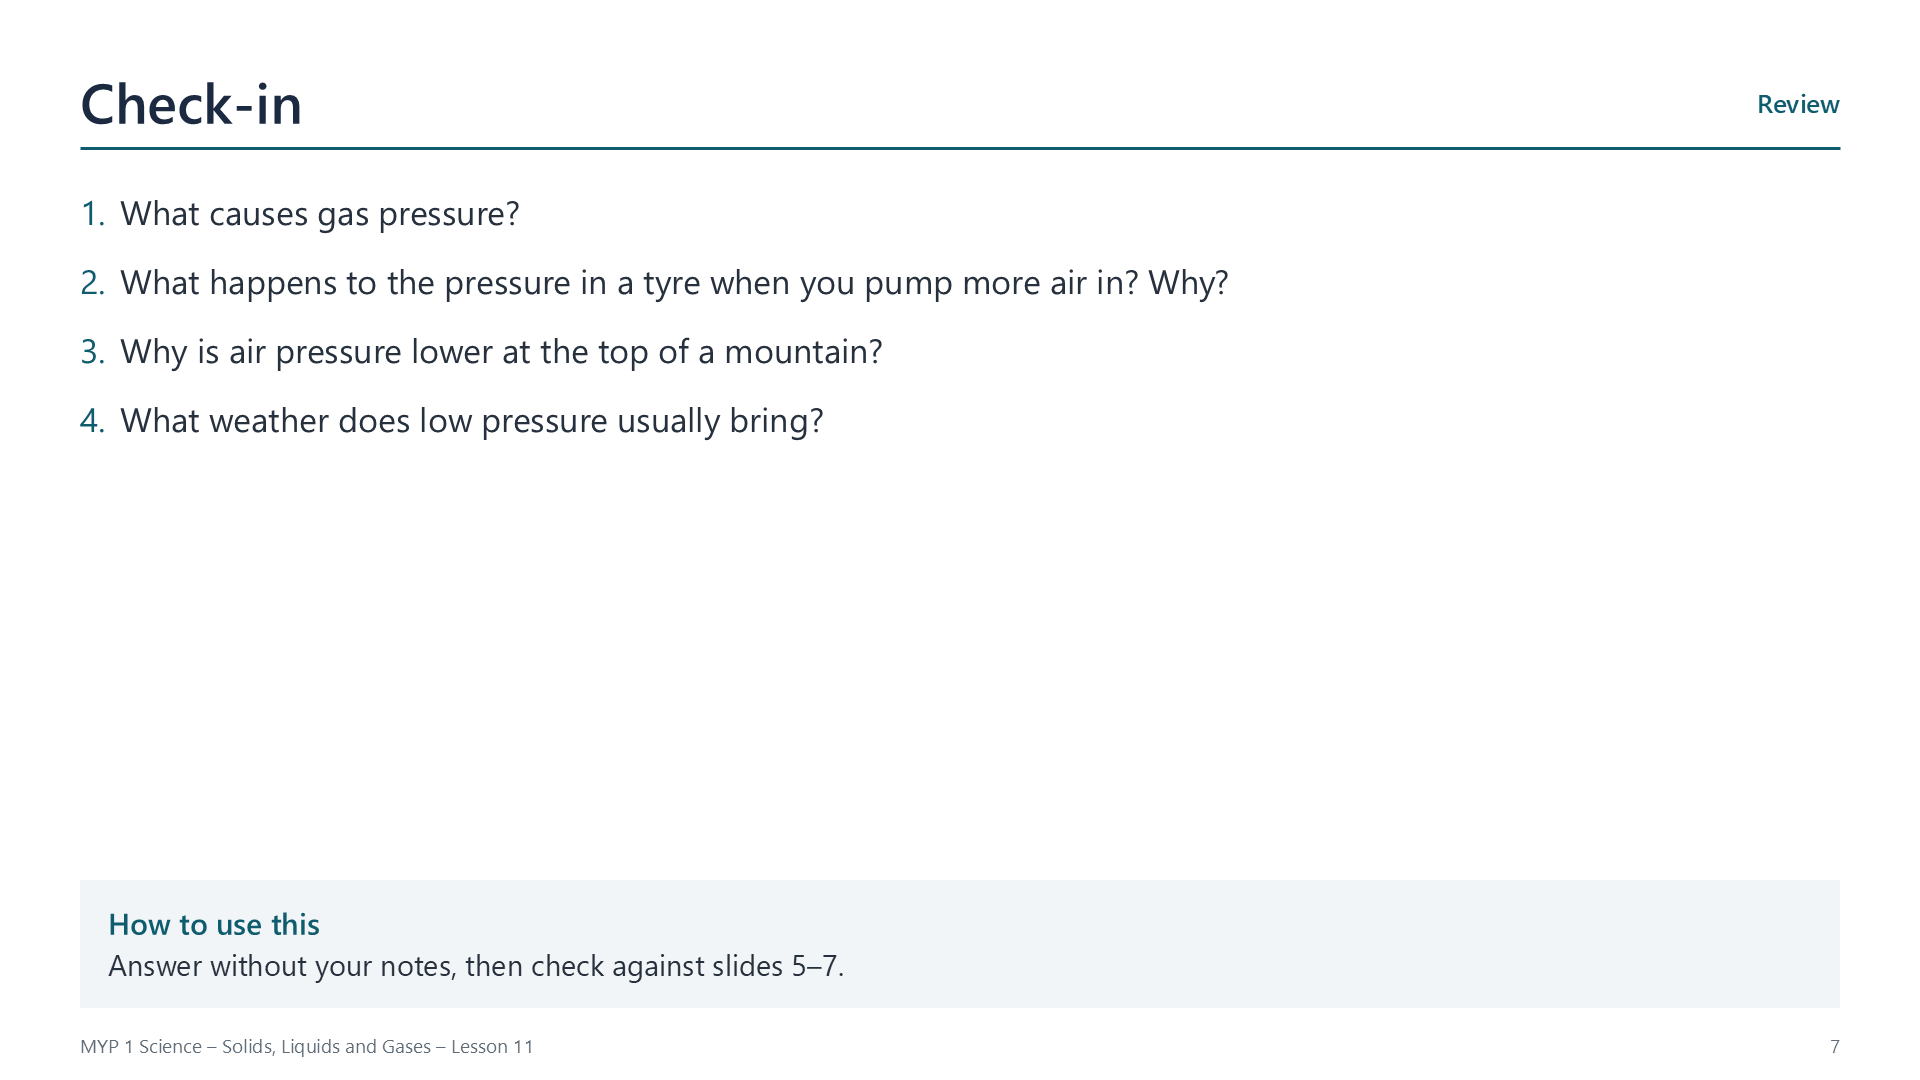 Check-in
Review
1. What causes gas pressure?
2. What happens to the pressure in a tyre when you pump more air in? Why?
3. Why is air pressure lower at the top of a mountain?
4. What weather does low pressure usually bring?
How to use this
Answer without your notes, then check against slides 5–7.
MYP 1 Science – Solids, Liquids and Gases – Lesson 11
7